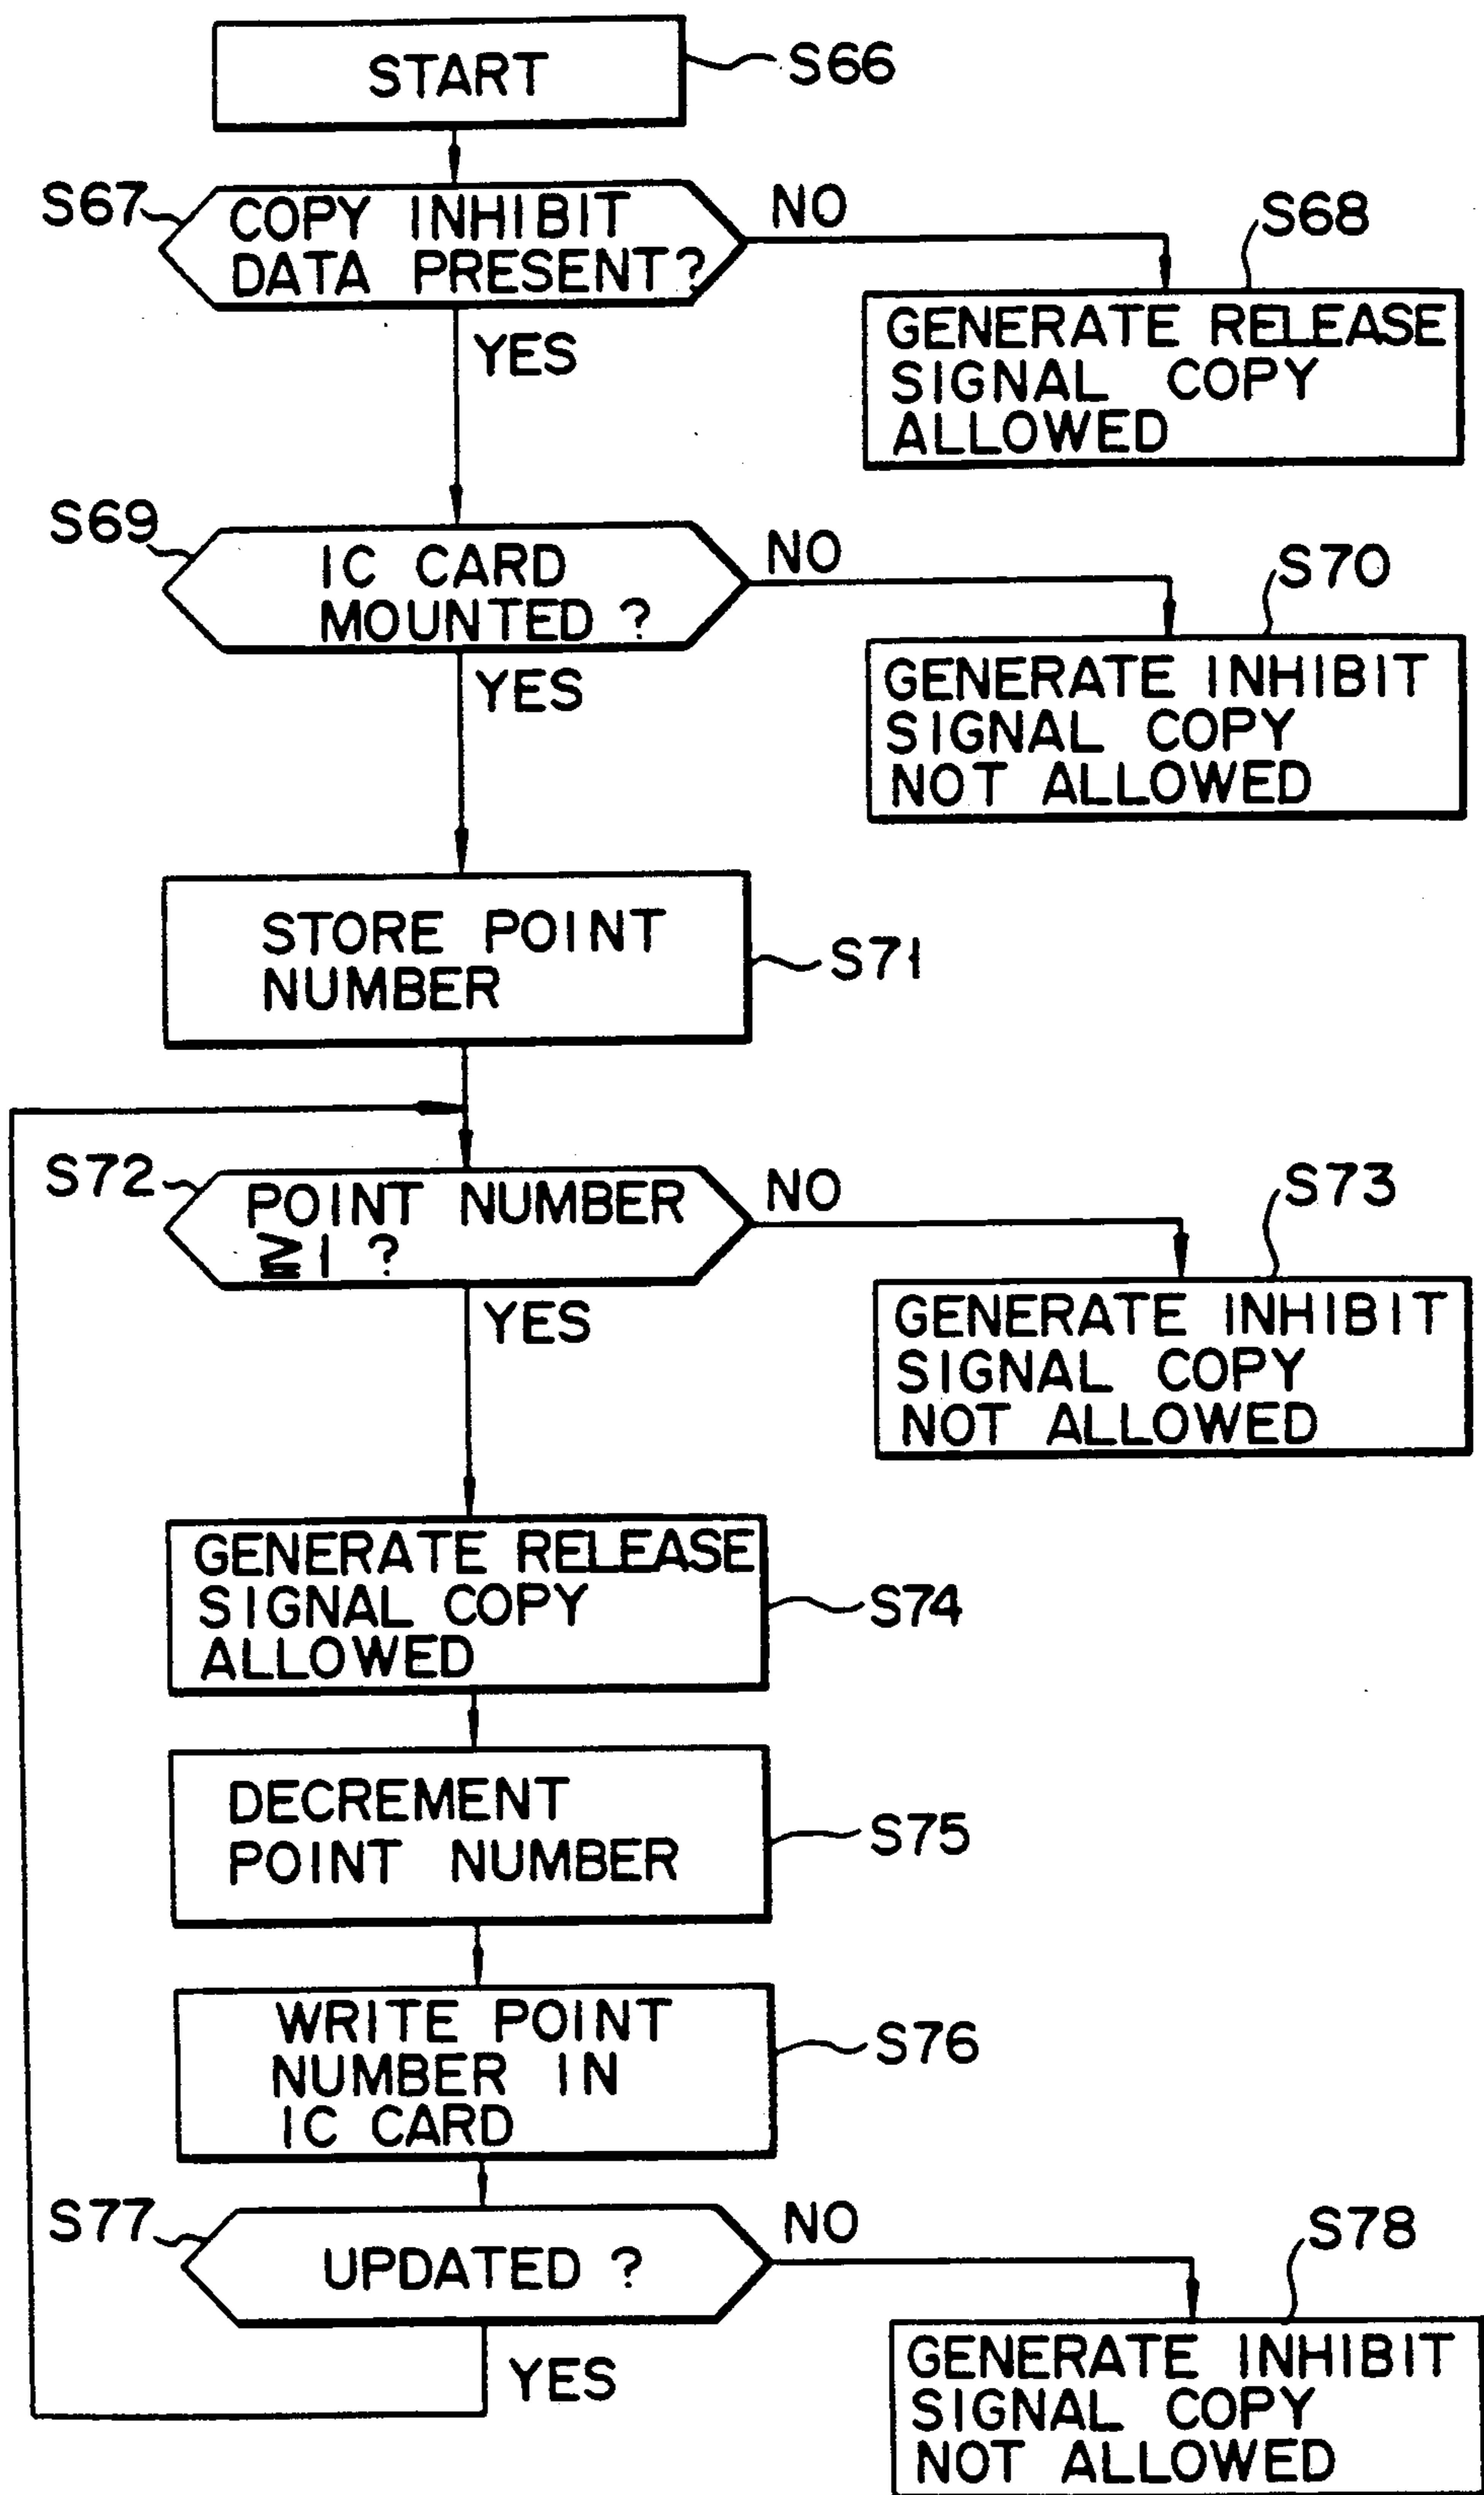 START
S66
S67
COPY INHIBIT
DATA PRESENT?
NO
S68
GENERATE RELEASE
SIGNAL COPY
ALLOWED
YES
S69
IC CARD
MOUNTED ?
NO
S70
GENERATE INHIBIT
SIGNAL COPY
NOT ALLOWED
YES
STORE POINT
NUMBER
S71
S72
POINT NUMBER
≧1 ?
NO
S73
GENERATE INHIBIT
SIGNAL COPY
NOT ALLOWED
YES
GENERATE RELEASE
SIGNAL COPY
ALLOWED
S74
DECREMENT
POINT NUMBER
S75
WRITE POINT
NUMBER IN
IC CARD
S76
S77
UPDATED ?
NO
S78
GENERATE INHIBIT
SIGNAL COPY
NOT ALLOWED
YES